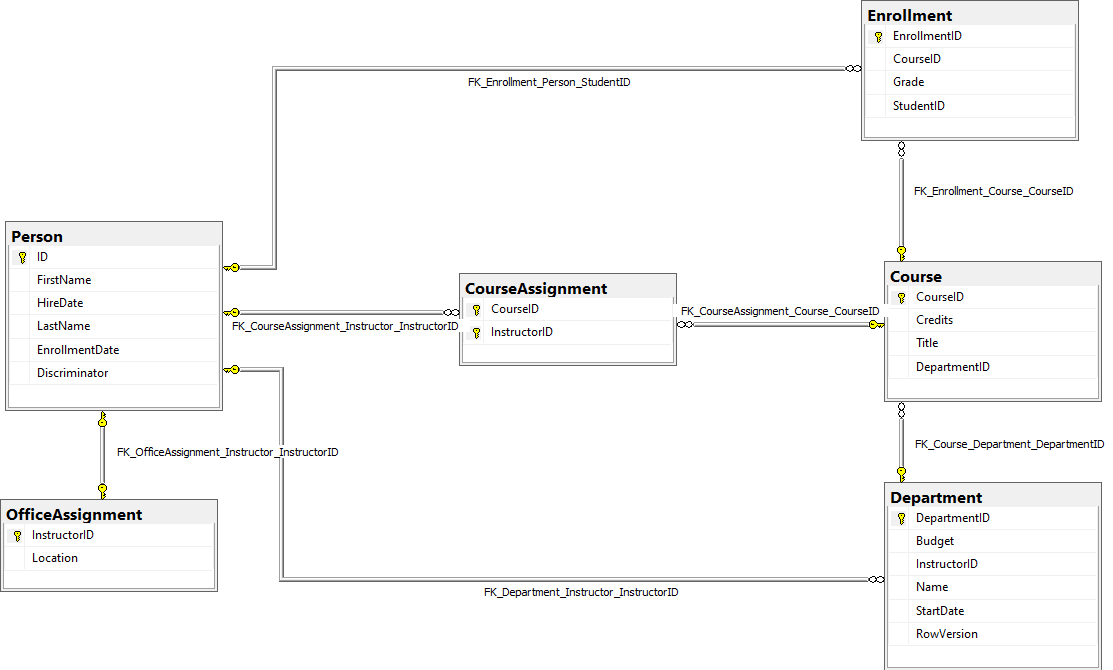 Enrollment
EnrollmentID
CourseID
Grade
StudentID
FK_Enrollment_Person_StudentID
FK_Enrollment_Course_CourseID
Person
ID
FirstName
HireDate
LastName
EnrollmentDate
Discriminator
CourseAssignment
CourseID
InstructorID
FK_CourseAssignment_Instructor_InstructorID
FK_CourseAssignment_Course_CourseID
Course
CourseID
Credits
Title
DepartmentID
FK_OfficeAssignment_Instructor_InstructorID
FK_Course_Department_DepartmentID
OfficeAssignment
InstructorID
Location
Department
DepartmentID
Budget
InstructorID
Name
StartDate
RowVersion
FK_Department_Instructor_InstructorID